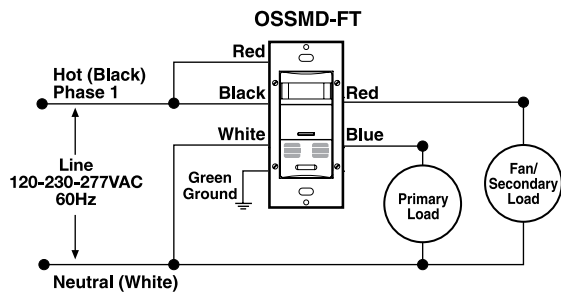 OSSMD-FT
Red
Hot (Black)
Phase 1
Black
Red
White
Blue
Line
120-230-277VAC
60Hz
Green
Ground
Primary
Load
Fan/
Secondary
Load
Neutral (White)